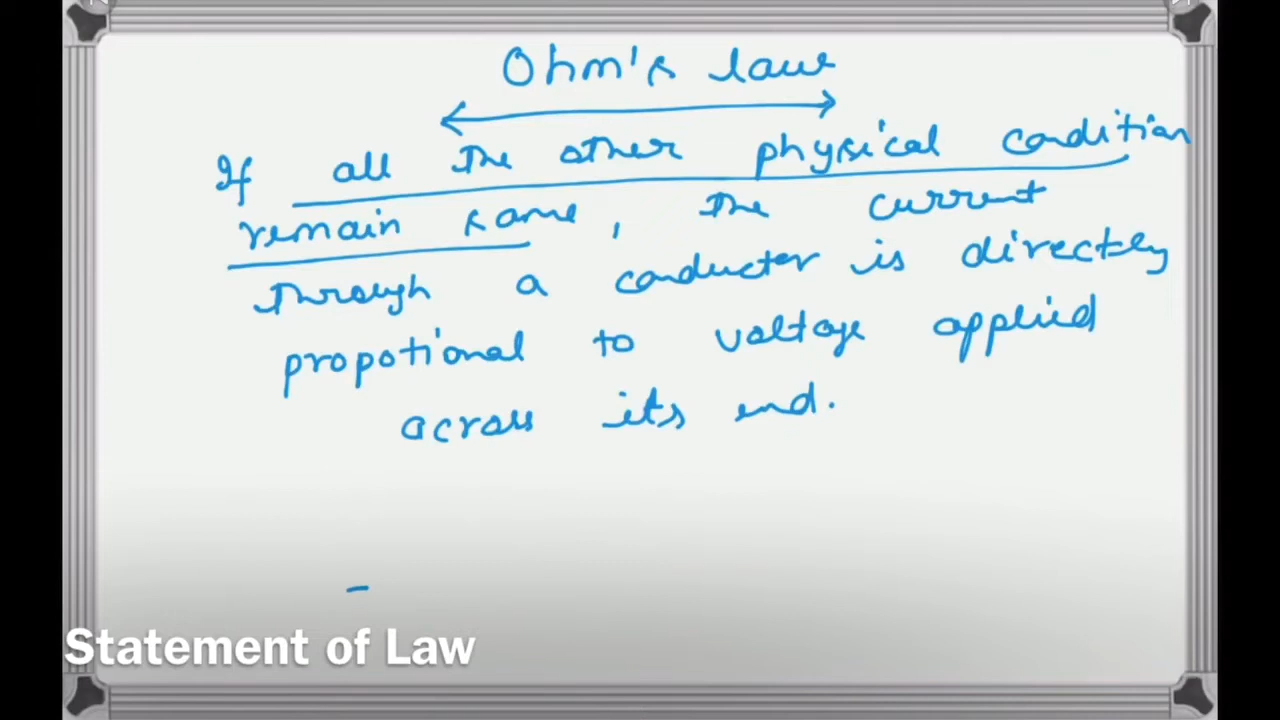 Ohm's law
If all the other physical condition
remain same, the current
through a conductor is directly
propotional to voltage applied
across its end.
Statement of Law